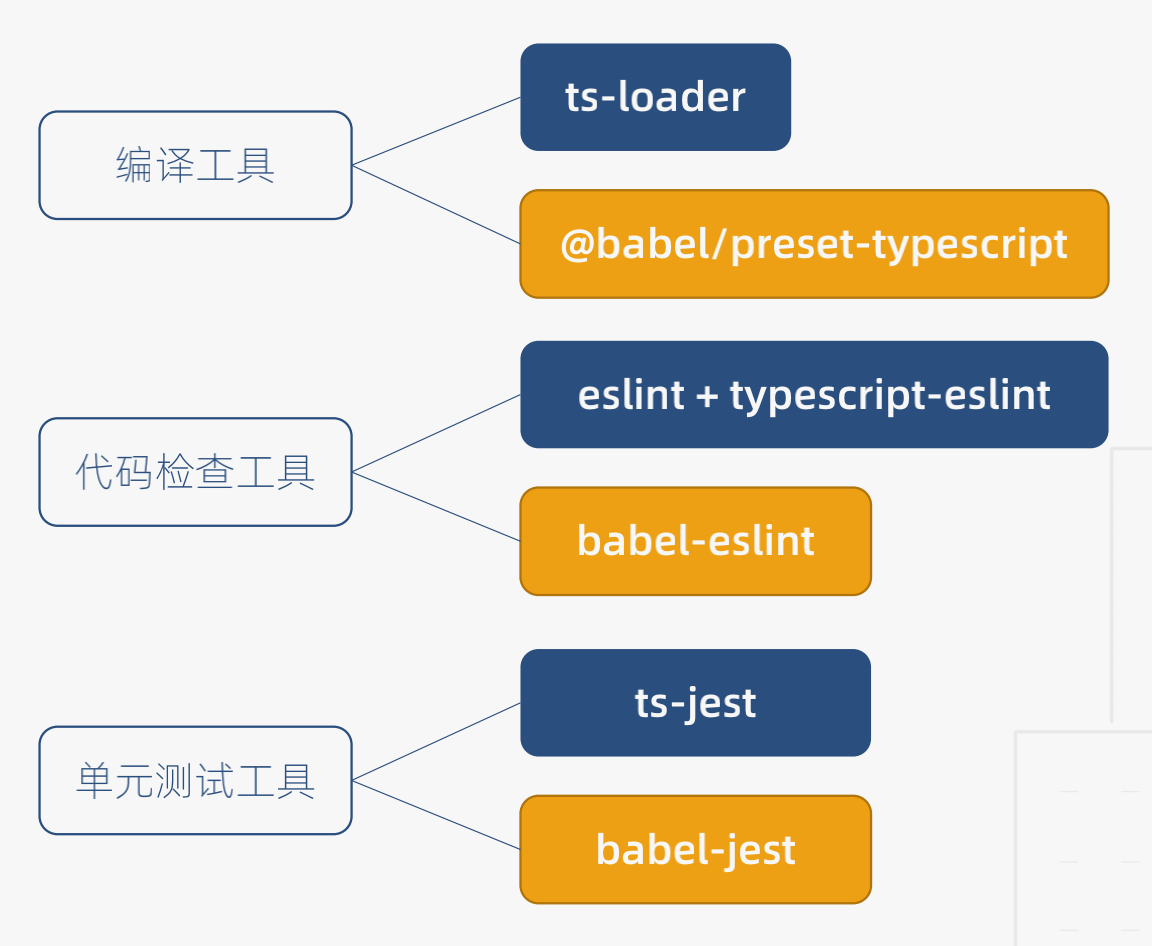 编译工具
ts-loader
@babel/preset-typescript
代码检查工具
eslint + typescript-eslint
babel-eslint
单元测试工具
ts-jest
babel-jest